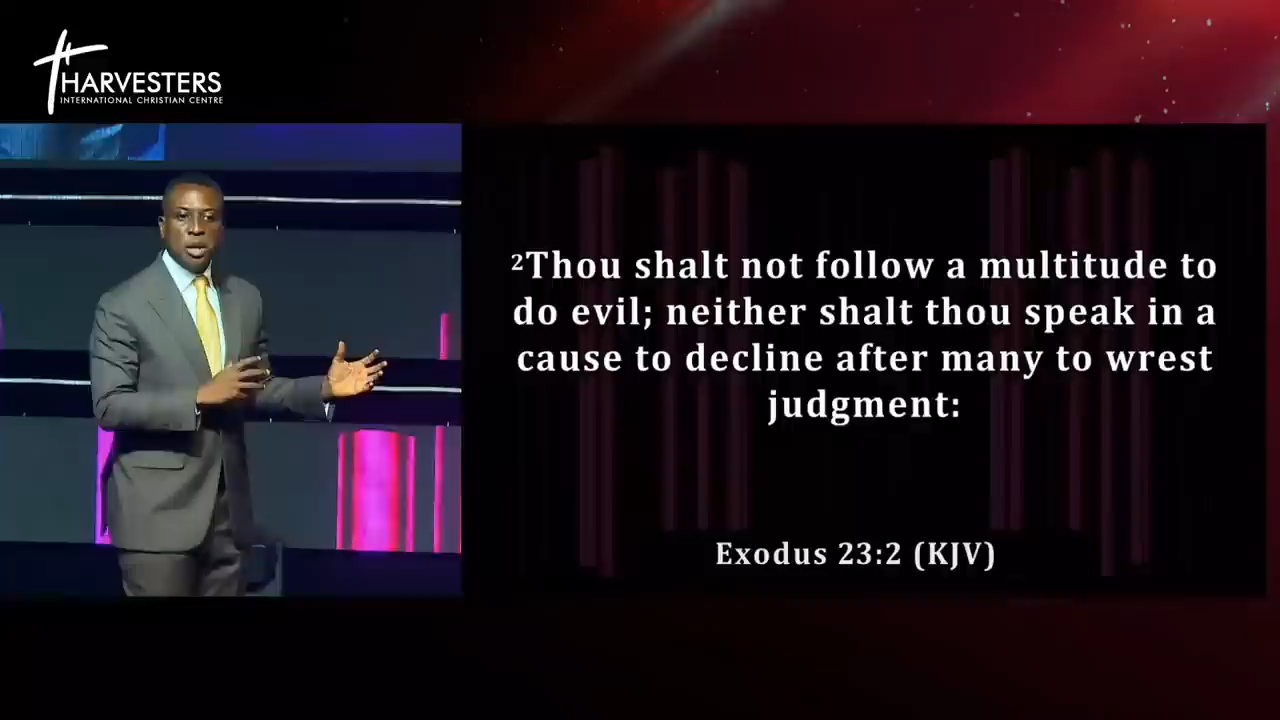 HARVESTERS
INTERNATIONAL CHRISTIAN CENTRE
²Thou shalt not follow a multitude to
do evil; neither shalt thou speak in a
cause to decline after many to wrest
judgment:
Exodus 23:2 (KJV)